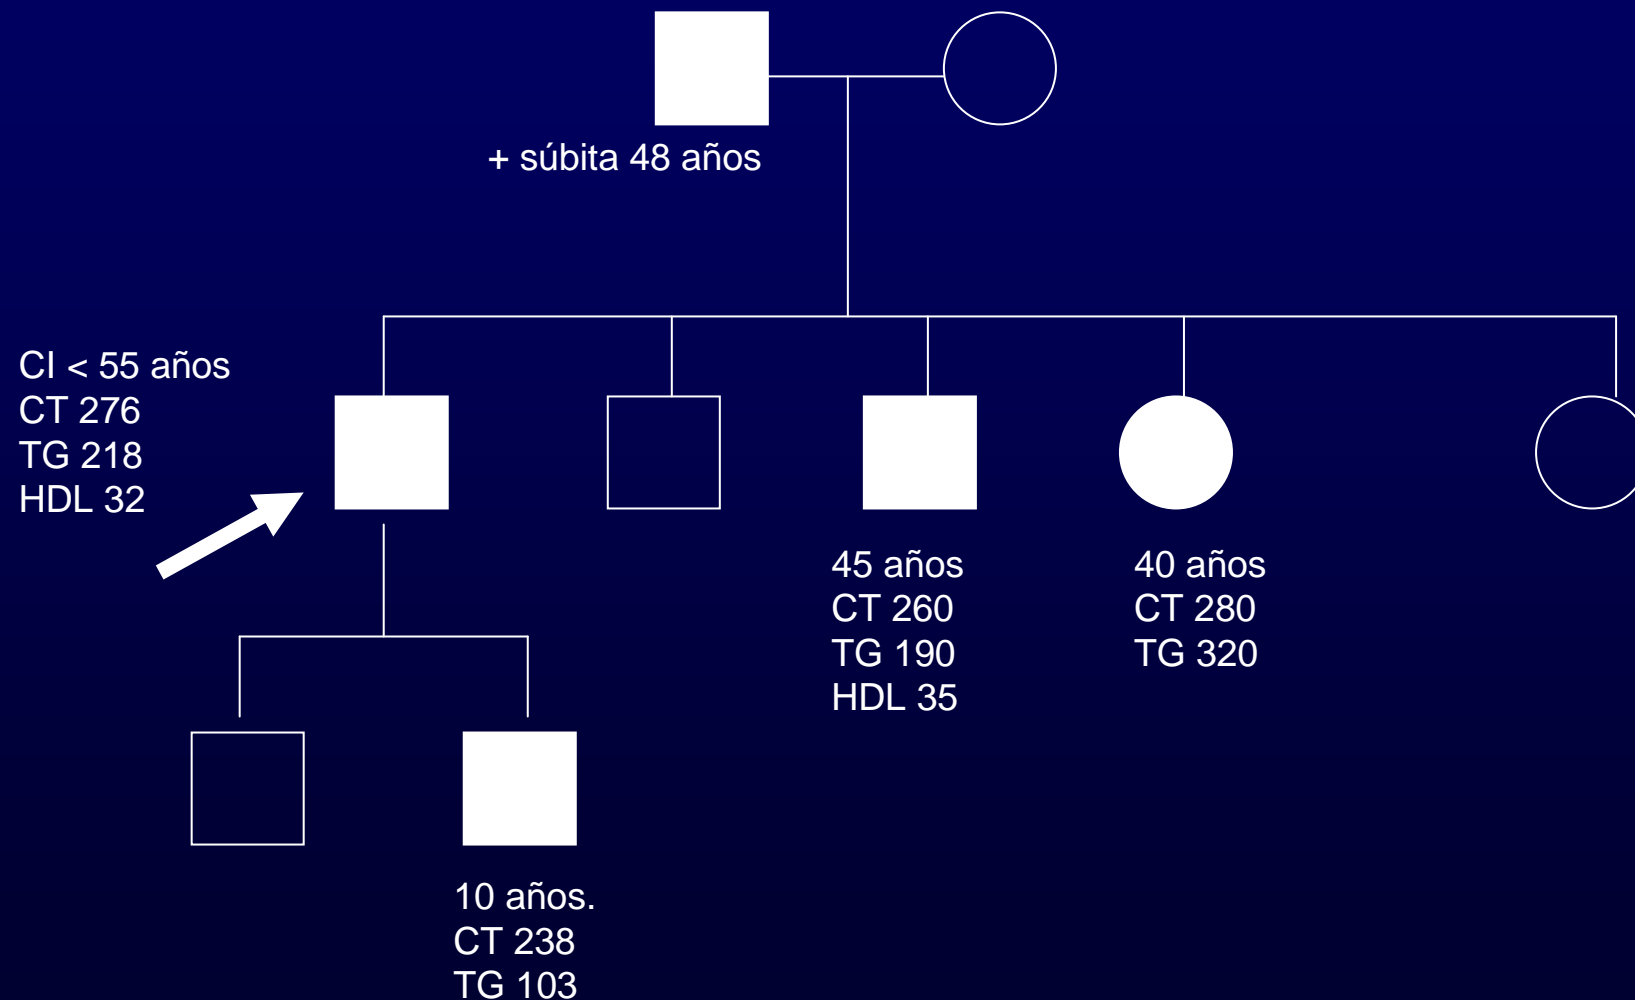 + súbita 48 años
CI < 55 años
CT 276
TG 218
HDL 32
45 años
CT 260
TG 190
HDL 35
40 años
CT 280
TG 320
10 años.
CT 238
TG 103